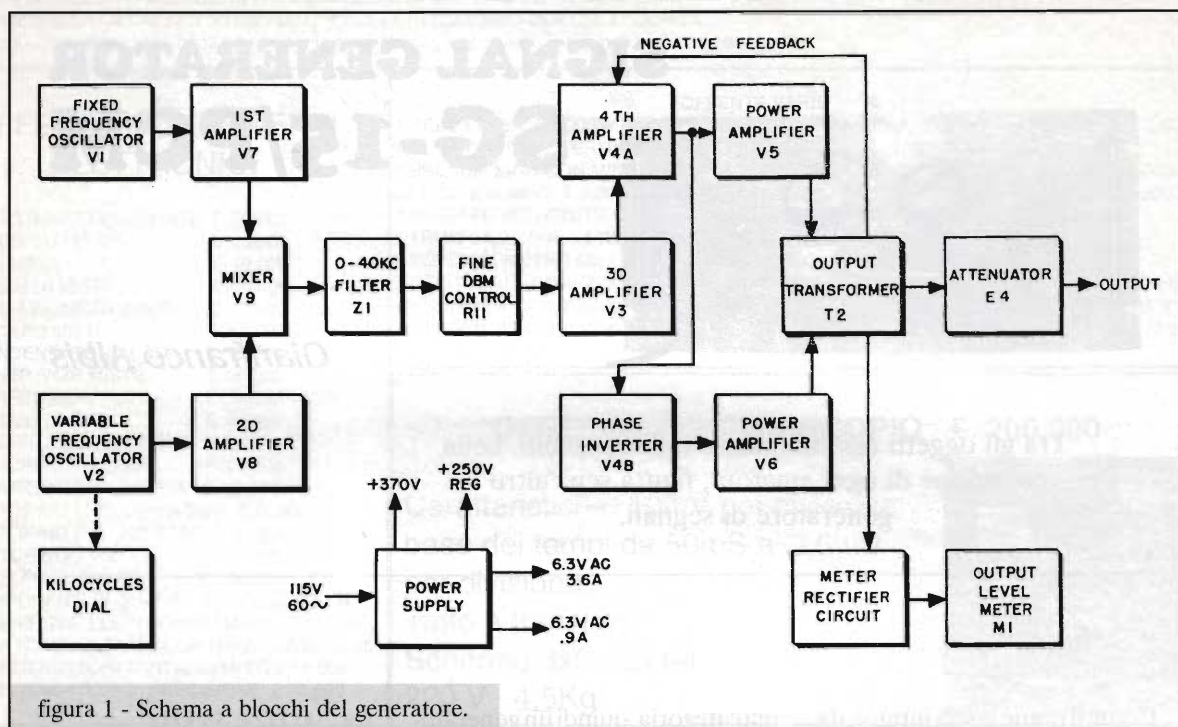 NEGATIVE FEEDBACK
FIXED
FREQUENCY
OSCILLATOR
V1
1ST
AMPLIFIER
V7
4TH
AMPLIFIER
V4A
POWER
AMPLIFIER
V5
MIXER
V9
0-40KC
FILTER
Z1
FINE
DBM
CONTROL
R11
3D
AMPLIFIER
V3
OUTPUT
TRANSFORMER
T2
ATTENUATOR
E4
OUTPUT
VARIABLE
FREQUENCY
OSCILLATOR
V2
2D
AMPLIFIER
V8
PHASE
INVERTER
V4B
POWER
AMPLIFIER
V6
+370V
+250V
REG
KILOCYCLES
DIAL
115V
60~
POWER
SUPPLY
6.3V AC
3.6A
6.3V AC
.9A
METER
RECTIFIER
CIRCUIT
OUTPUT
LEVEL
METER
M1
figura 1 - Schema a blocchi del generatore.